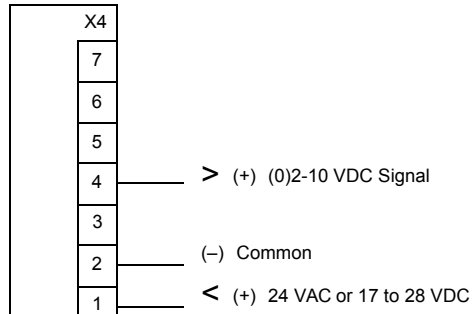 X4
7
6
5
4 > (+) (0)2-10 VDC Signal
3
2 (–) Common
1 < (+) 24 VAC or 17 to 28 VDC